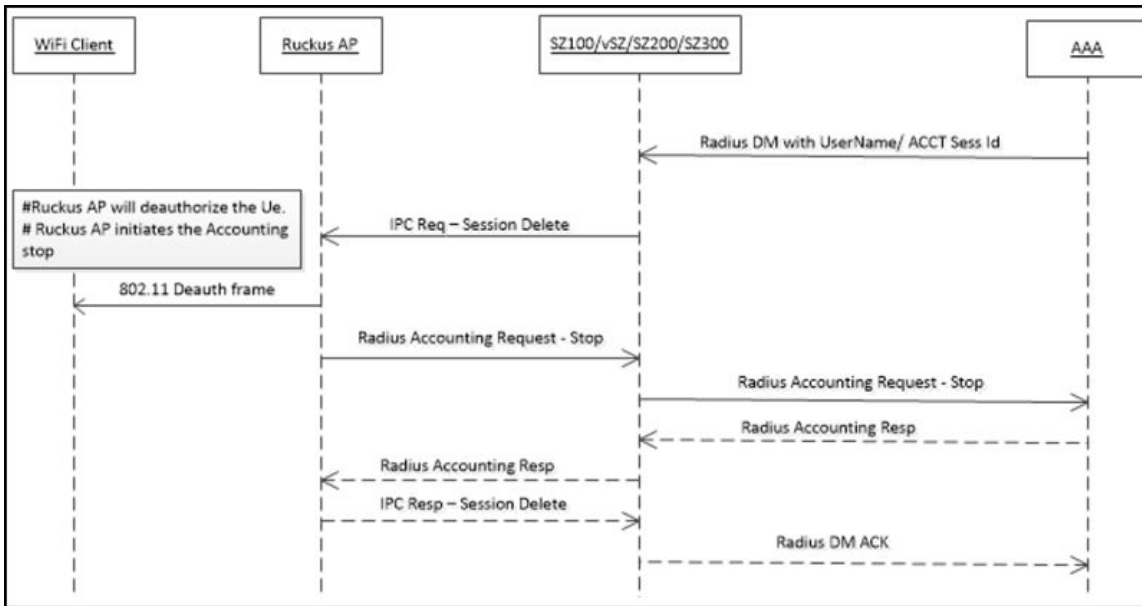 WiFi Client
Ruckus AP
SZ100/vSZ/SZ200/SZ300
AAA
Radius DM with UserName/ ACCT Sess Id
#Ruckus AP will deauthorize the Ue.
# Ruckus AP initiates the Accounting
stop
IPC Req – Session Delete
802.11 Deauth frame
Radius Accounting Request - Stop
Radius Accounting Request - Stop
Radius Accounting Resp
Radius Accounting Resp
IPC Resp – Session Delete
Radius DM ACK